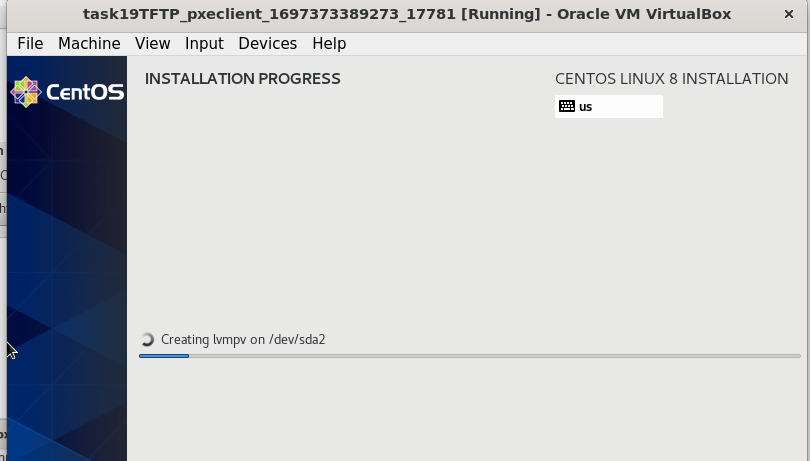 task19TFTP_pxeclient_1697373389273_17781 [Running] - Oracle VM VirtualBox ×
File Machine View Input Devices Help
CentOS
INSTALLATION PROGRESS
CENTOS LINUX 8 INSTALLATION
us
Creating lvmpv on /dev/sda2